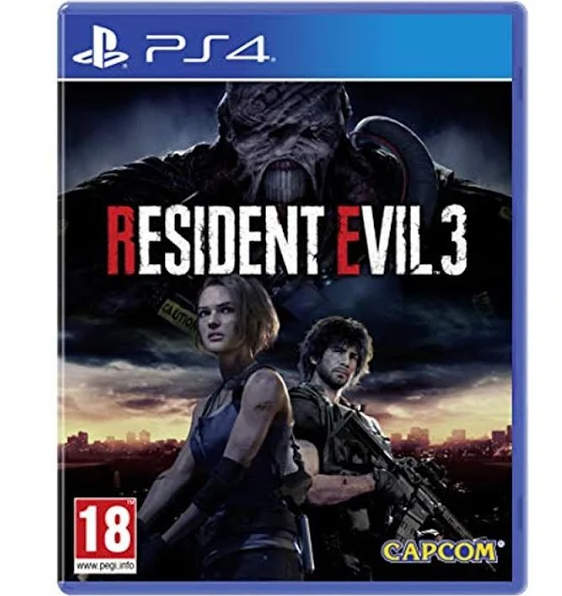 PS4
RESIDENT EVIL 3
CAUTION
18
www.pegi.info
CAPCOM